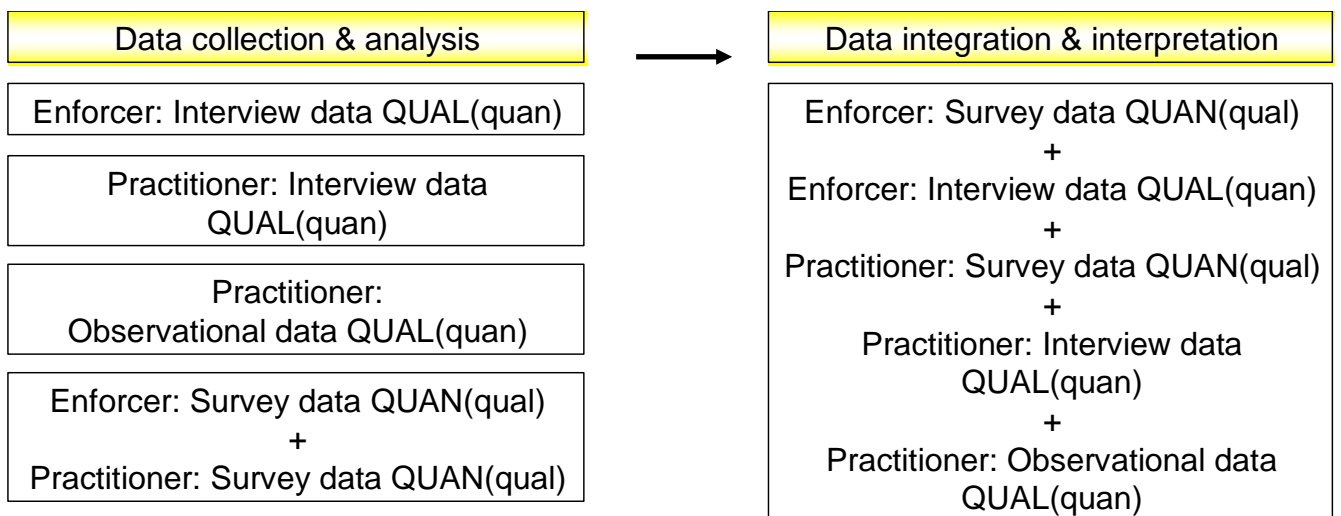 Data collection & analysis
Enforcer: Interview data QUAL(quan)
Practitioner: Interview data
QUAL(quan)
Practitioner:
Observational data QUAL(quan)
Enforcer: Survey data QUAN(qual)
+
Practitioner: Survey data QUAN(qual)
Data integration & interpretation
Enforcer: Survey data QUAN(qual)
+
Enforcer: Interview data QUAL(quan)
+
Practitioner: Survey data QUAN(qual)
+
Practitioner: Interview data
QUAL(quan)
+
Practitioner: Observational data
QUAL(quan)